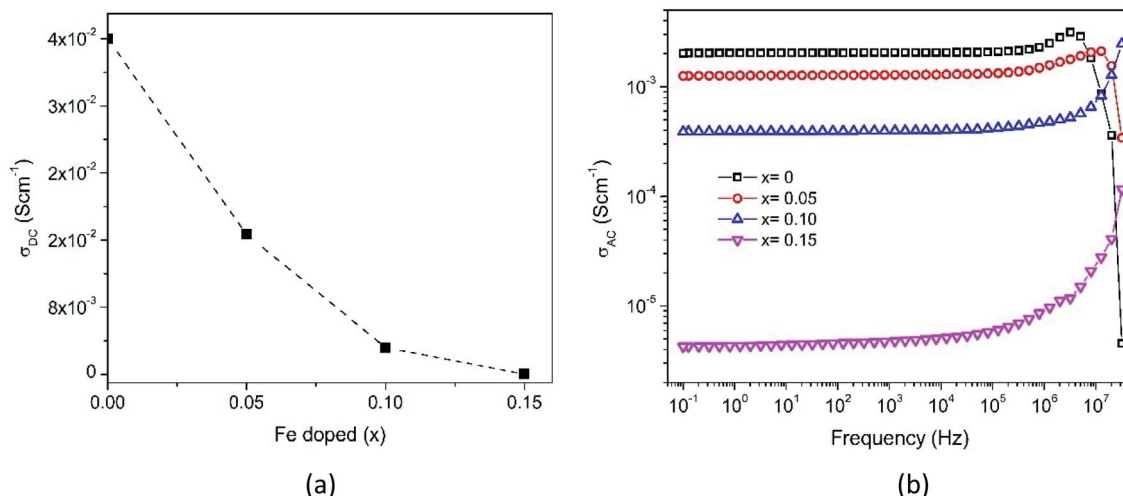 4x10⁻²
3x10⁻²
2x10⁻²
2x10⁻²
8x10⁻³
0
σDC (Scm⁻¹)
0.00 0.05 0.10 0.15
Fe doped (x)
(a)
10⁻³
10⁻⁴
10⁻⁵
σAC (Scm⁻¹)
x= 0
x= 0.05
x= 0.10
x= 0.15
10⁻¹ 10⁰ 10¹ 10² 10³ 10⁴ 10⁵ 10⁶ 10⁷
Frequency (Hz)
(b)